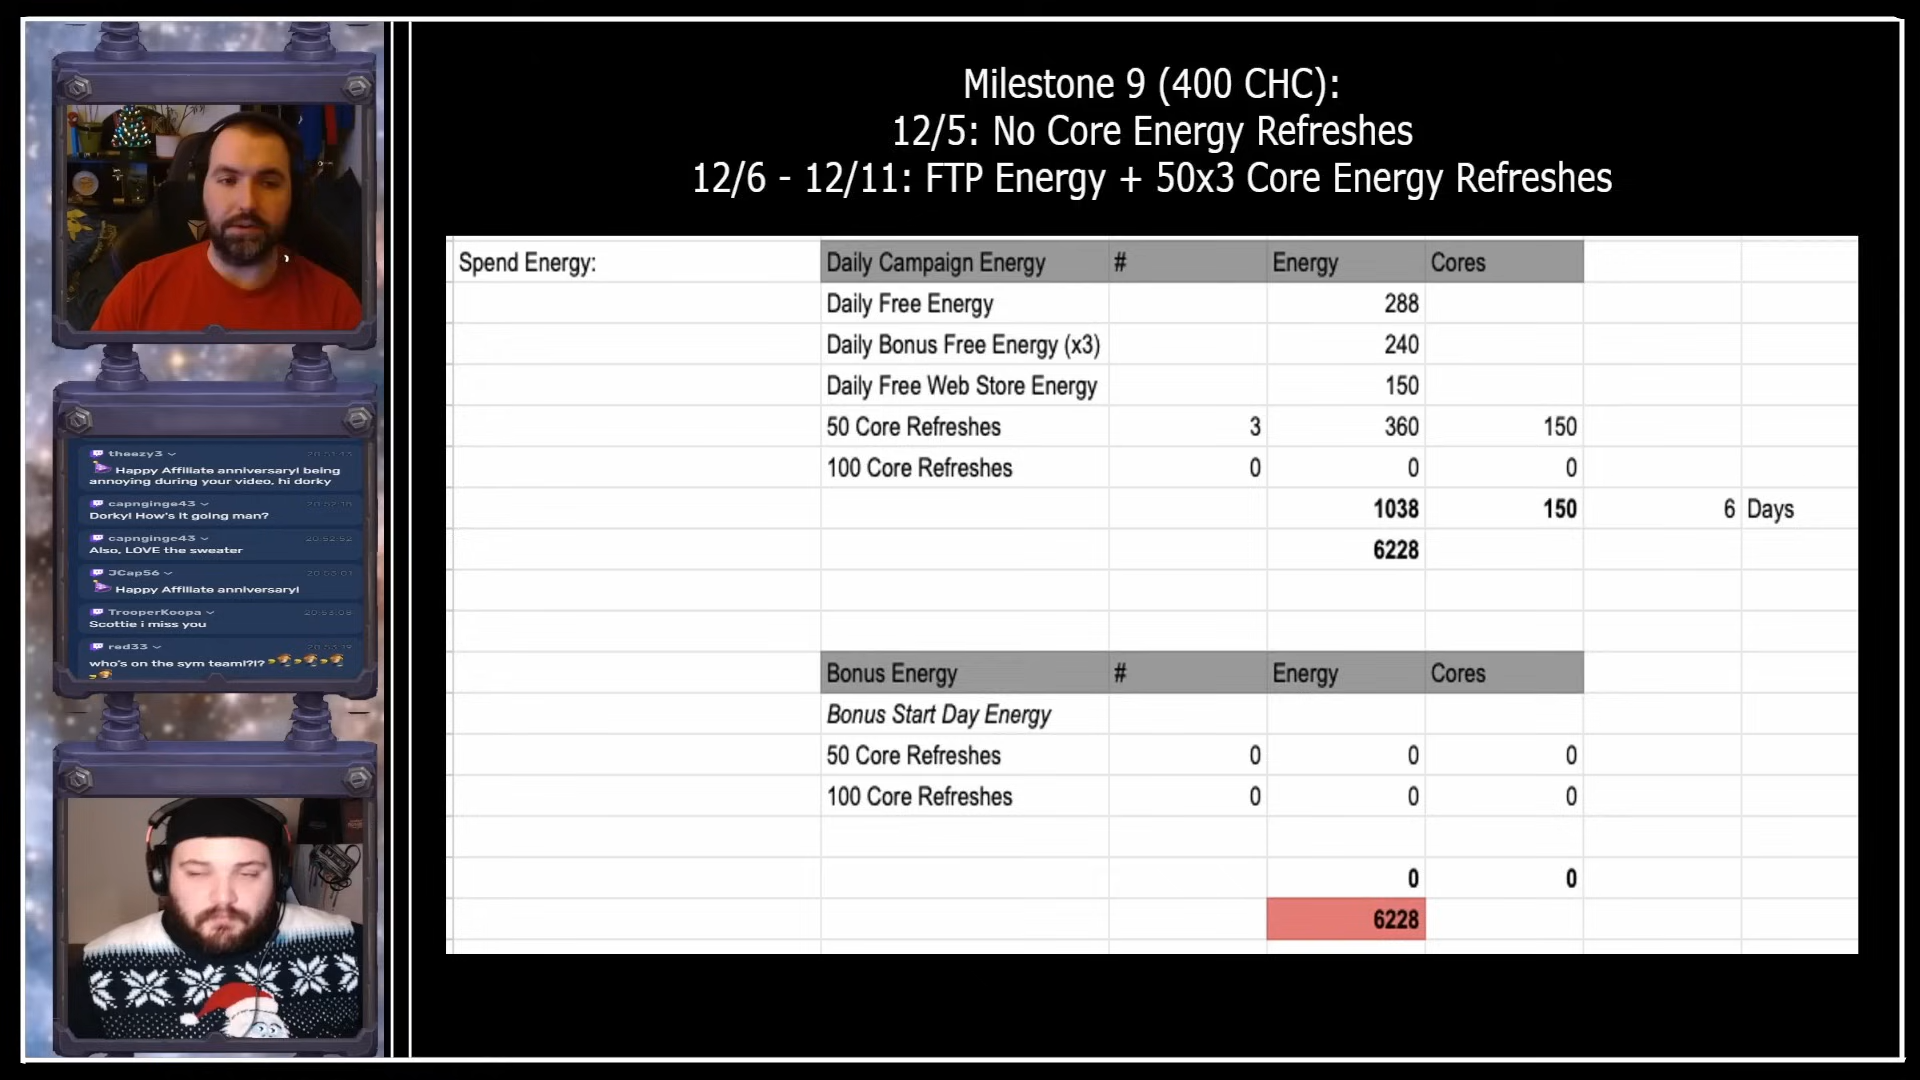 Milestone 9 (400 CHC):
12/5: No Core Energy Refreshes
12/6 - 12/11: FTP Energy + 50x3 Core Energy Refreshes
Spend Energy: Daily Campaign Energy # Energy Cores
Daily Free Energy 288
Daily Bonus Free Energy (x3) 240
Daily Free Web Store Energy 150
50 Core Refreshes 3 360 150
100 Core Refreshes 0 0 0
1038 150 6 Days
6228
Bonus Energy # Energy Cores
Bonus Start Day Energy
50 Core Refreshes 0 0 0
100 Core Refreshes 0 0 0
0 0
6228
theezy3
Happy Affiliate anniversary! being
annoying during your video, hi dorky
capnginge43
Dorky! How's it going man?
capnginge43
Also, LOVE the sweater
JCap56
Happy Affiliate anniversary!
TrooperKoopa
Scottie i miss you
red33
who's on the sym team!?!?